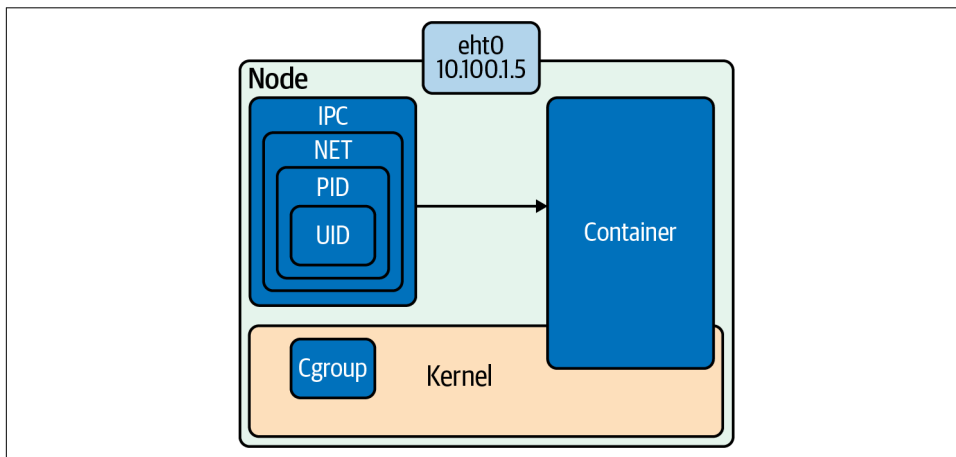 eht0
10.100.1.5
Node
IPC
NET
PID
UID
Container
Cgroup
Kernel